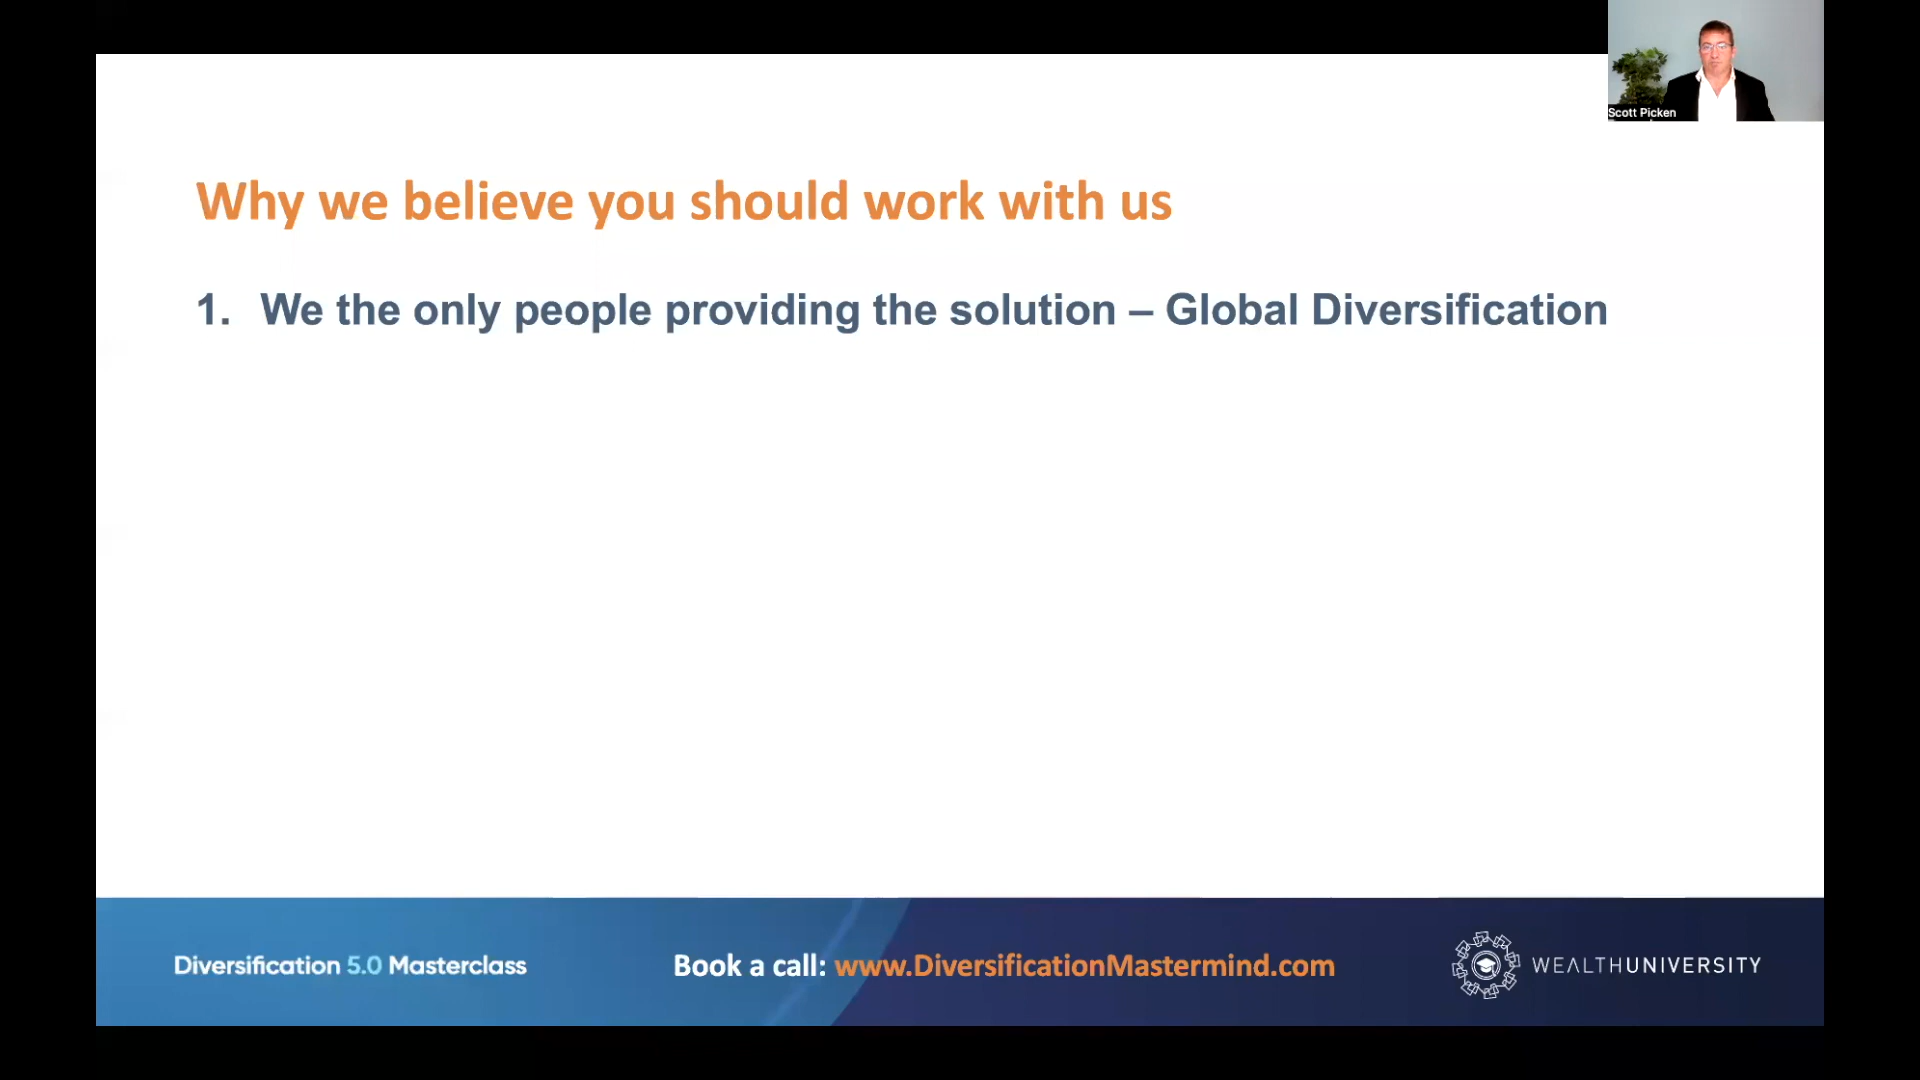 Scott Picken
Why we believe you should work with us
1. We the only people providing the solution – Global Diversification
Diversification 5.0 Masterclass
Book a call: www.DiversificationMastermind.com
WEALTHUNIVERSITY